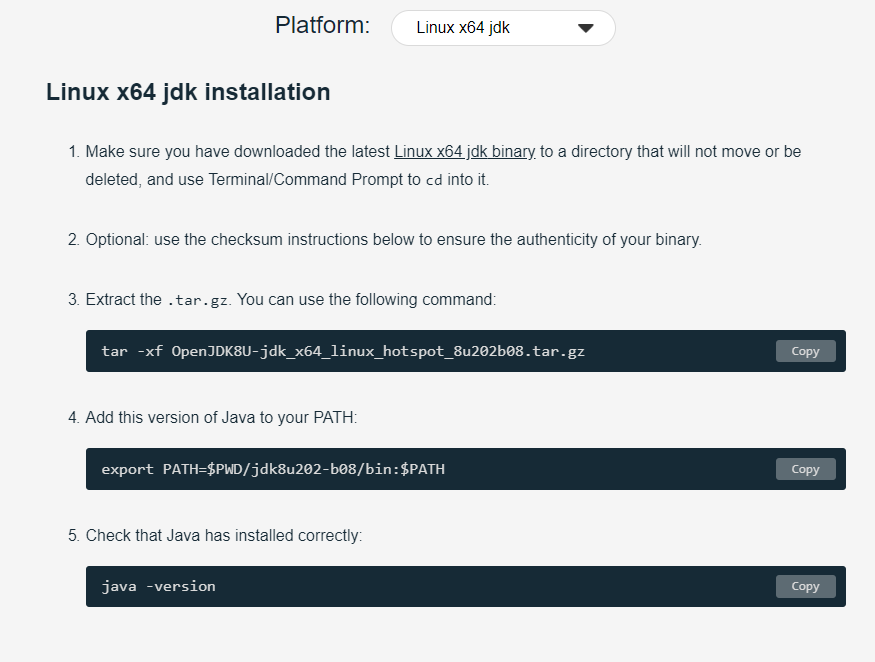 Platform: Linux x64 jdk
Linux x64 jdk installation
1. Make sure you have downloaded the latest Linux x64 jdk binary to a directory that will not move or be
deleted, and use Terminal/Command Prompt to cd into it.
2. Optional: use the checksum instructions below to ensure the authenticity of your binary.
3. Extract the .tar.gz. You can use the following command:
tar -xf OpenJDK8U-jdk_x64_linux_hotspot_8u202b08.tar.gz Copy
4. Add this version of Java to your PATH:
export PATH=$PWD/jdk8u202-b08/bin:$PATH Copy
5. Check that Java has installed correctly:
java -version Copy